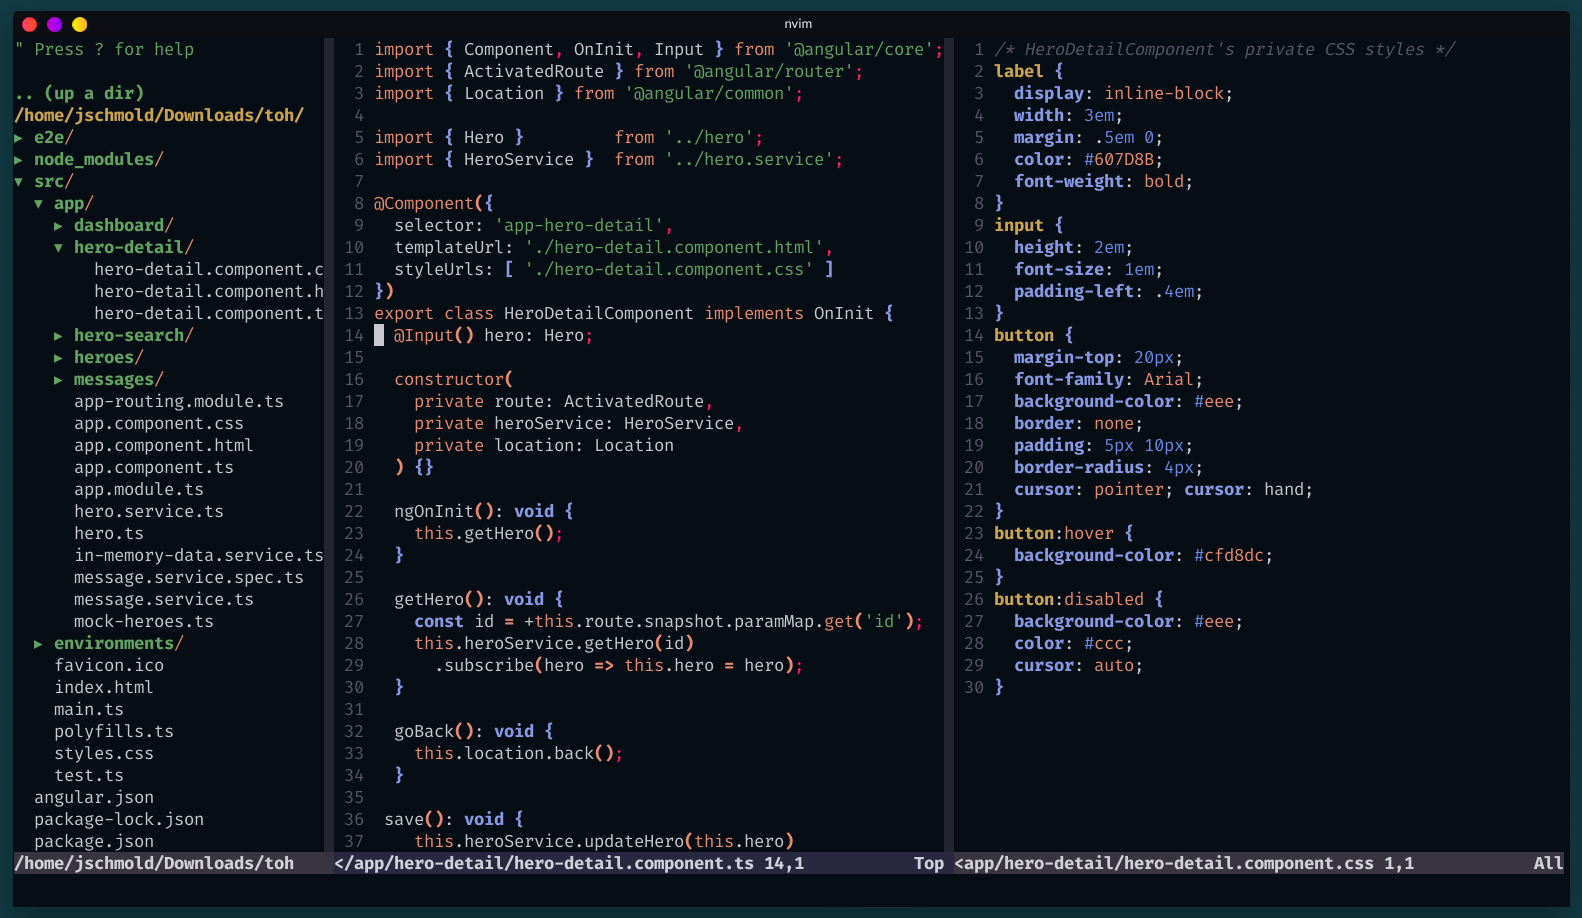 nvim
" Press ? for help
.. (up a dir)
/home/jschmold/Downloads/toh/
▸ e2e/
▸ node_modules/
▾ src/
▾ app/
▸ dashboard/
▾ hero-detail/
hero-detail.component.c
hero-detail.component.h
hero-detail.component.t
▸ hero-search/
▸ heroes/
▸ messages/
app-routing.module.ts
app.component.css
app.component.html
app.component.ts
app.module.ts
hero.service.ts
hero.ts
in-memory-data.service.ts
message.service.spec.ts
message.service.ts
mock-heroes.ts
▸ environments/
favicon.ico
index.html
main.ts
polyfills.ts
styles.css
test.ts
angular.json
package-lock.json
package.json
/home/jschmold/Downloads/toh
1 import { Component, OnInit, Input } from '@angular/core';
2 import { ActivatedRoute } from '@angular/router';
3 import { Location } from '@angular/common';
4
5 import { Hero }         from '../hero';
6 import { HeroService }  from '../hero.service';
7
8 @Component({
9   selector: 'app-hero-detail',
10   templateUrl: './hero-detail.component.html',
11   styleUrls: [ './hero-detail.component.css' ]
12 })
13 export class HeroDetailComponent implements OnInit {
14   @Input() hero: Hero;
15
16   constructor(
17     private route: ActivatedRoute,
18     private heroService: HeroService,
19     private location: Location
20   ) {}
21
22   ngOnInit(): void {
23     this.getHero();
24   }
25
26   getHero(): void {
27     const id = +this.route.snapshot.paramMap.get('id');
28     this.heroService.getHero(id)
29       .subscribe(hero => this.hero = hero);
30   }
31
32   goBack(): void {
33     this.location.back();
34   }
35
36  save(): void {
37     this.heroService.updateHero(this.hero)
</app/hero-detail/hero-detail.component.ts 14,1 Top
1 /* HeroDetailComponent's private CSS styles */
2 label {
3   display: inline-block;
4   width: 3em;
5   margin: .5em 0;
6   color: #607D8B;
7   font-weight: bold;
8 }
9 input {
10   height: 2em;
11   font-size: 1em;
12   padding-left: .4em;
13 }
14 button {
15   margin-top: 20px;
16   font-family: Arial;
17   background-color: #eee;
18   border: none;
19   padding: 5px 10px;
20   border-radius: 4px;
21   cursor: pointer; cursor: hand;
22 }
23 button:hover {
24   background-color: #cfd8dc;
25 }
26 button:disabled {
27   background-color: #eee;
28   color: #ccc;
29   cursor: auto;
30 }
<app/hero-detail/hero-detail.component.css 1,1 All